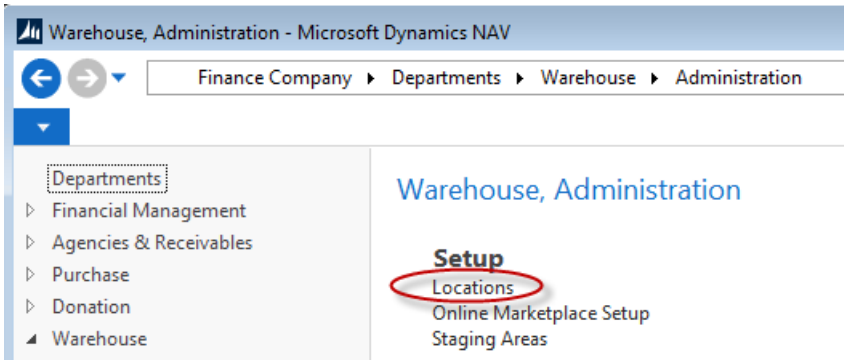 Warehouse, Administration - Microsoft Dynamics NAV
Finance Company Departments Warehouse Administration
Departments
Financial Management
Agencies & Receivables
Purchase
Donation
Warehouse
Warehouse, Administration
Setup
Locations
Online Marketplace Setup
Staging Areas